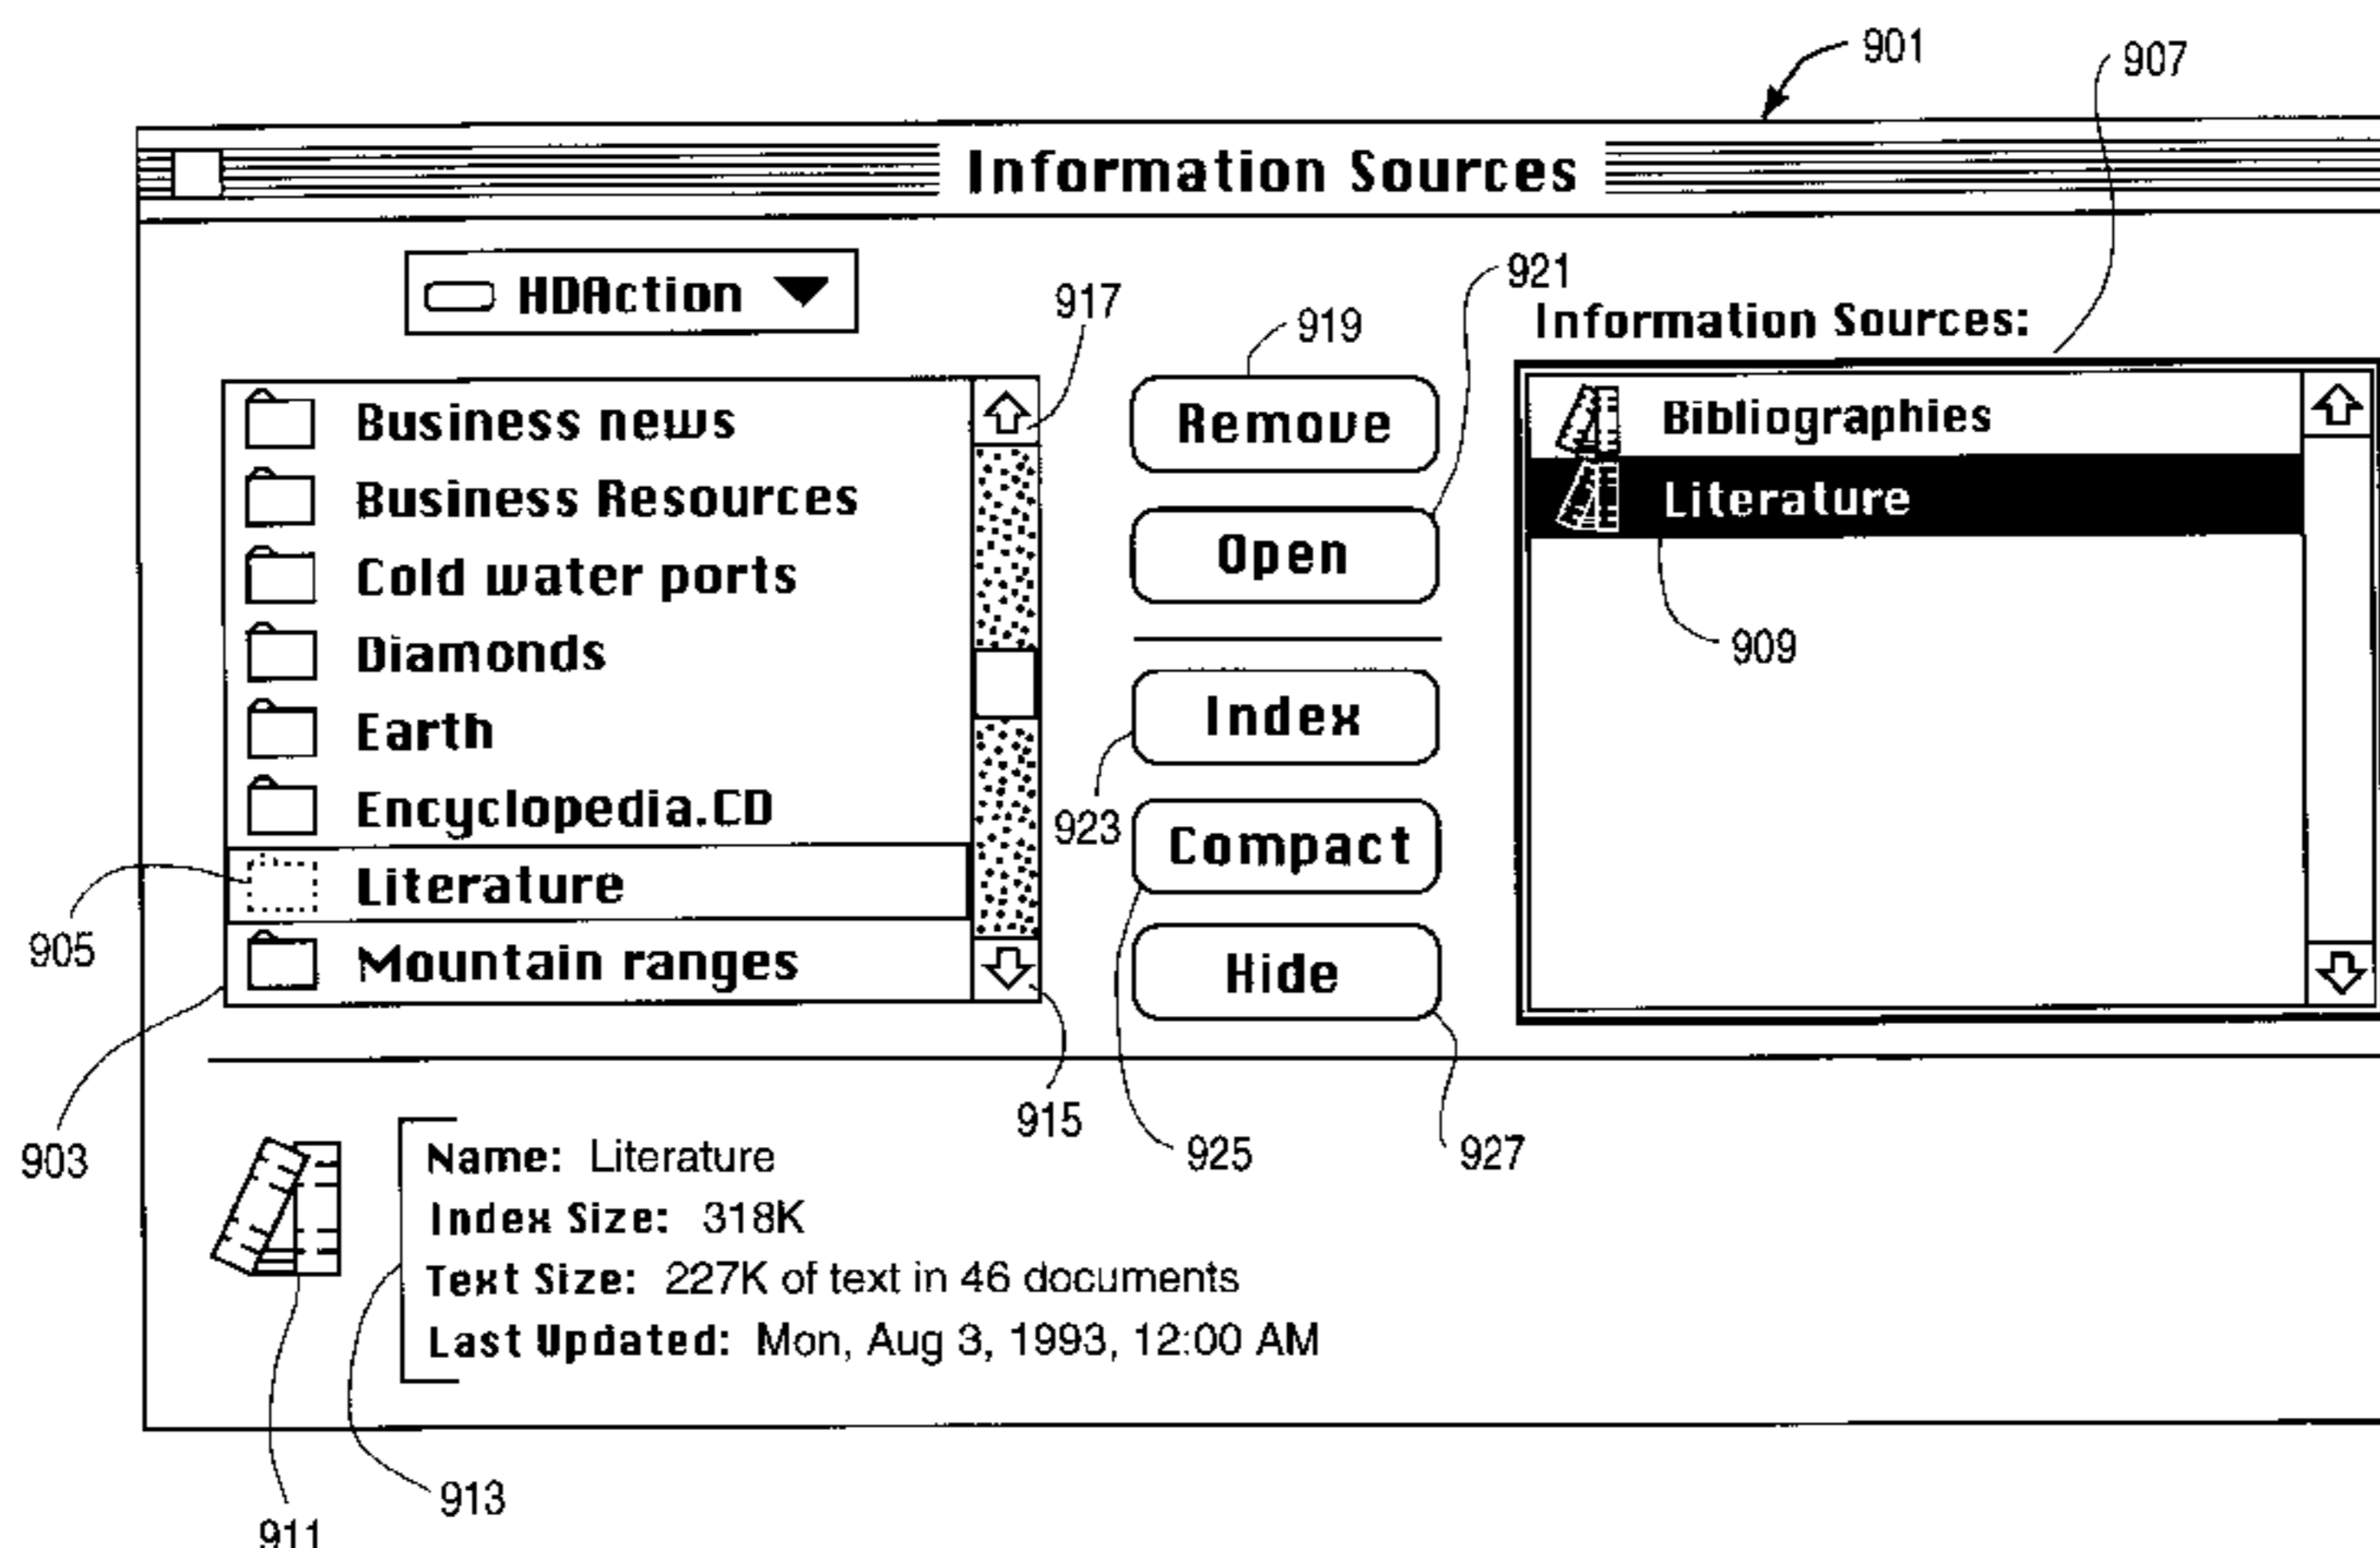 901
907
Information Sources
HDAction
917
919
921
Information Sources:
Business news
Business Resources
Cold water ports
Diamonds
Earth
Encyclopedia.CD
Literature
Mountain ranges
Remove
Open
Index
Compact
Hide
Bibliographies
Literature
909
923
905
903
915
925
927
Name: Literature
Index Size: 318K
Text Size: 227K of text in 46 documents
Last Updated: Mon, Aug 3, 1993, 12:00 AM
913
911